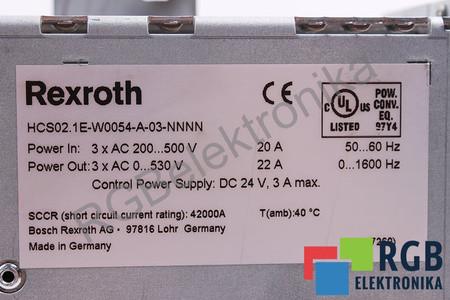 Rexroth
HCS02.1E-W0054-A-03-NNNN
Power In: 3 x AC 200...500 V 20 A 50...60 Hz
Power Out: 3 x AC 0...530 V 22 A 0...1600 Hz
Control Power Supply: DC 24 V, 3 A max.
SCCR (short circuit current rating): 42000A T(amb):40 °C
Bosch Rexroth AG • 97816 Lohr Germany
Made in Germany
C UL US
LISTED
POW.
CONV.
EQ.
97Y4
RGBelektronika
RGB
ELEKTRONIKA